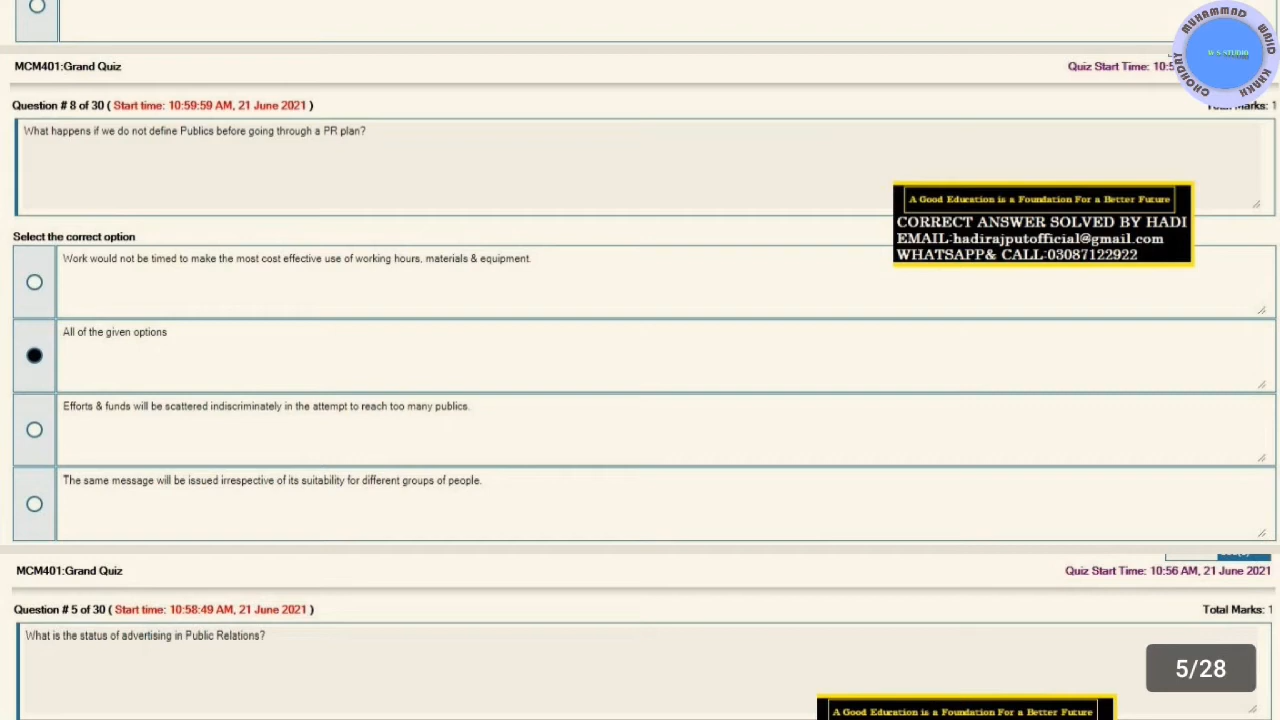 MUHAMMAD WAJID KHAKH CHOHDRY
W.S STUDIO
MCM401:Grand Quiz
Quiz Start Time: 10:5
Question # 8 of 30 ( Start time: 10:59:59 AM, 21 June 2021 )
Marks: 1
What happens if we do not define Publics before going through a PR plan?
A Good Education is a Foundation For a Better Future
CORRECT ANSWER SOLVED BY HADI
EMAIL:hadirajputofficial@gmail.com
WHATSAPP& CALL:03087122922
Select the correct option
Work would not be timed to make the most cost effective use of working hours, materials & equipment.
All of the given options
Efforts & funds will be scattered indiscriminately in the attempt to reach too many publics.
The same message will be issued irrespective of its suitability for different groups of people.
MCM401:Grand Quiz
Quiz Start Time: 10:56 AM, 21 June 2021
Question # 5 of 30 ( Start time: 10:58:49 AM, 21 June 2021 )
Total Marks: 1
What is the status of advertising in Public Relations?
5/28
A Good Education is a Foundation For a Better Future